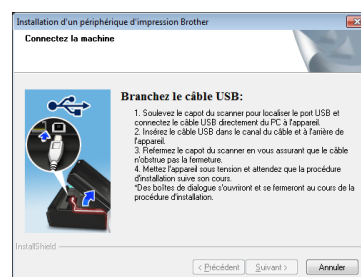 Installation d'un périphérique d'impression Brother
Connectez la machine
Branchez le câble USB:
1. Soulevez le capot du scanner pour localiser le port USB et
connectez le câble USB directement du PC à l'appareil.
2. Insérez le câble USB dans le canal du câble et à l'arrière de
l'appareil.
3. Refermez le capot du scanner en vous assurant que le câble
n'obstrue pas la fermeture.
4. Mettez l'appareil sous tension et attendez que la procédure
d'installation suive son cours.
*Des boîtes de dialogue s'ouvriront et se fermeront au cours de la
procédure d'installation.
InstallShield
< Précédent
Suivant >
Annuler